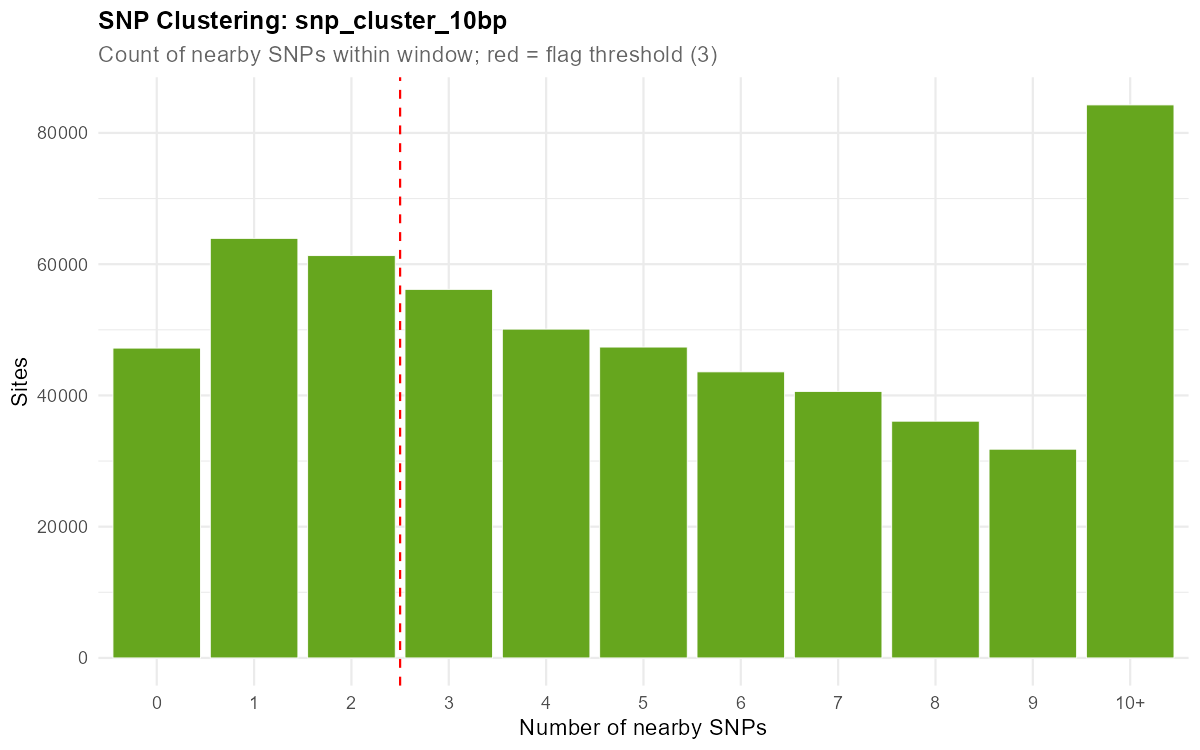 SNP Clustering: snp_cluster_10bp
Count of nearby SNPs within window; red = flag threshold (3)
Sites
80000
60000
40000
20000
0
0 1 2 3 4 5 6 7 8 9 10+
Number of nearby SNPs